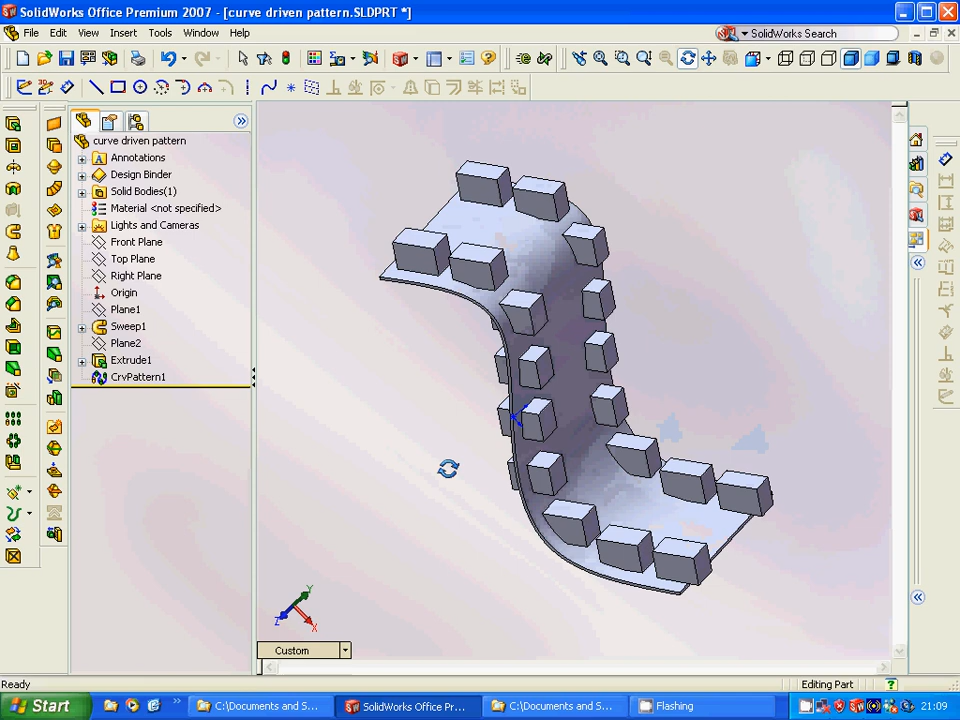 SolidWorks Office Premium 2007 - [curve driven pattern.SLDPRT *]
File Edit View Insert Tools Window Help
SolidWorks Search
curve driven pattern
A Annotations
Design Binder
Solid Bodies(1)
Material <not specified>
Lights and Cameras
Front Plane
Top Plane
Right Plane
Origin
Plane1
Sweep1
Plane2
Extrude1
CrvPattern1
Y
Z
X
Custom
Ready
Editing Part
Start
C:\Documents and S...
SolidWorks Office Pr...
C:\Documents and S...
Flashing
21:09